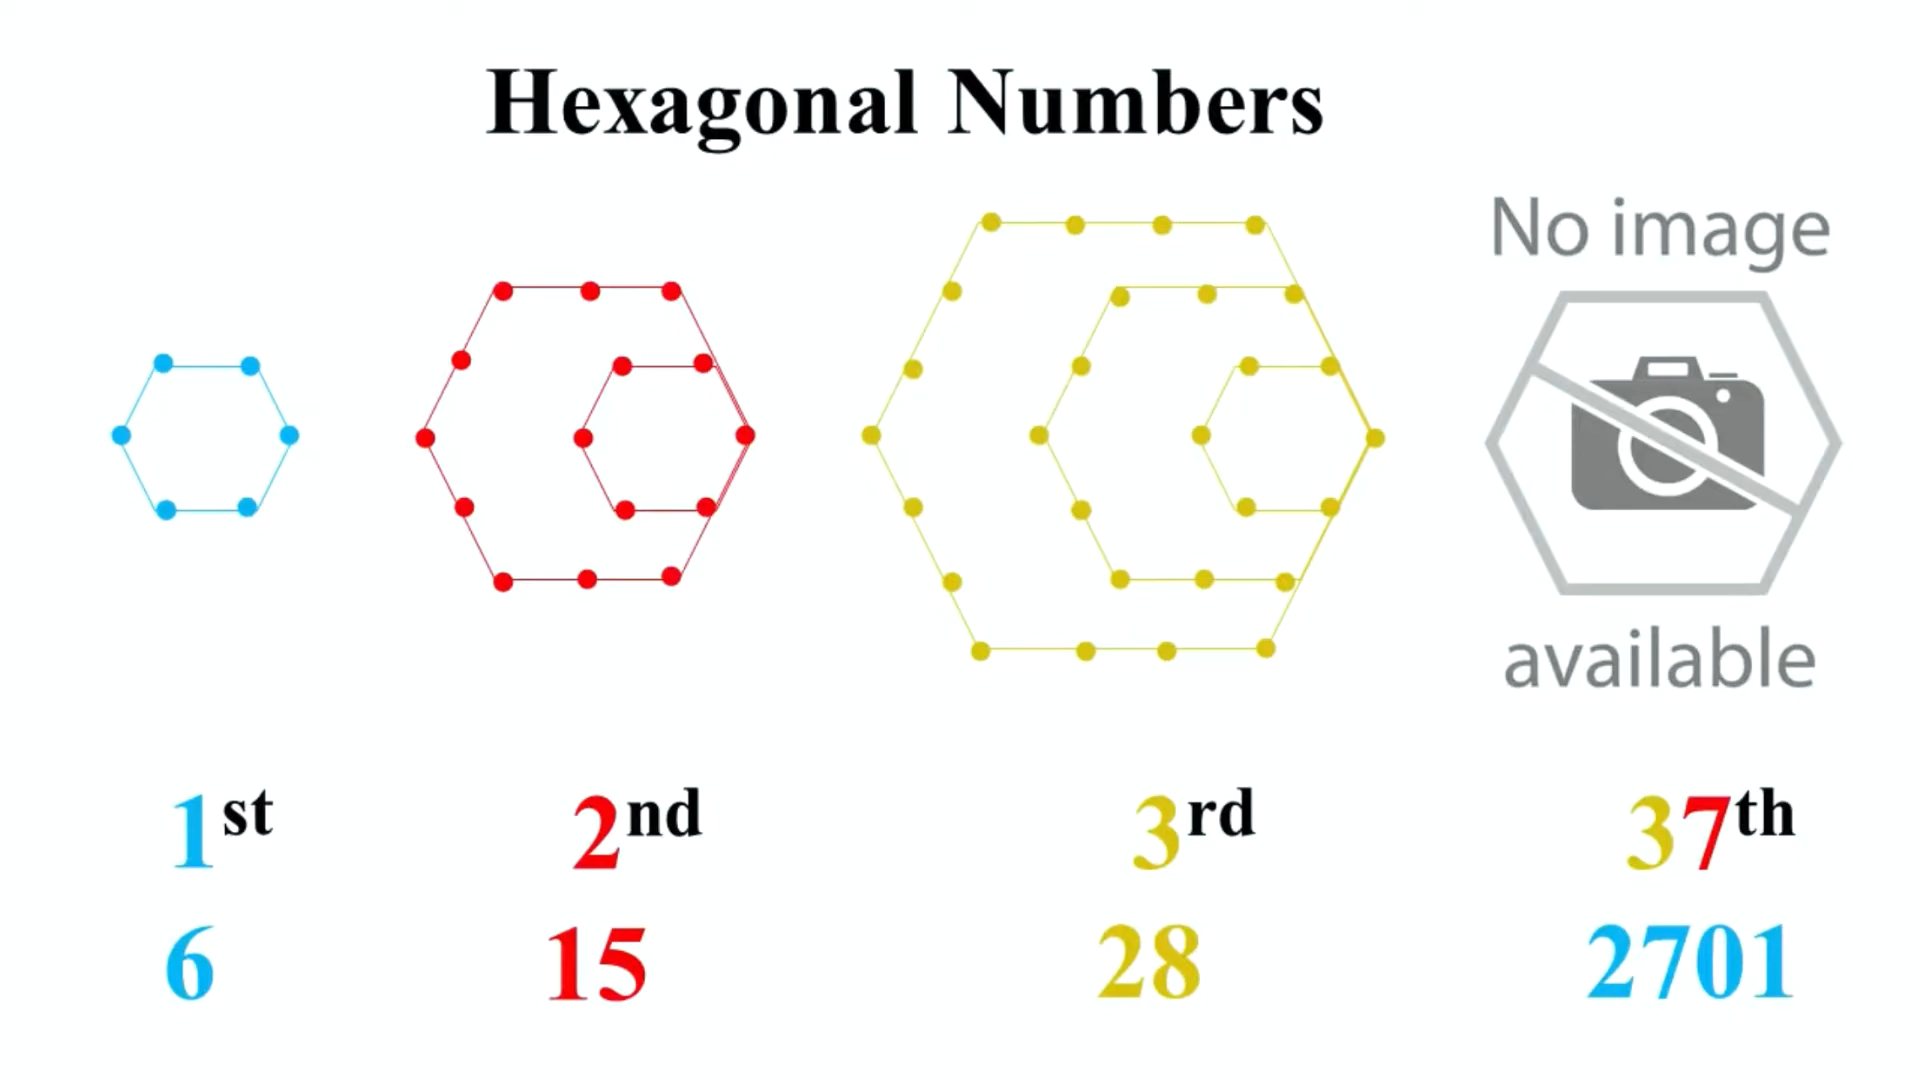 Hexagonal Numbers
No image
available
1st 2nd 3rd 37th
6 15 28 2701